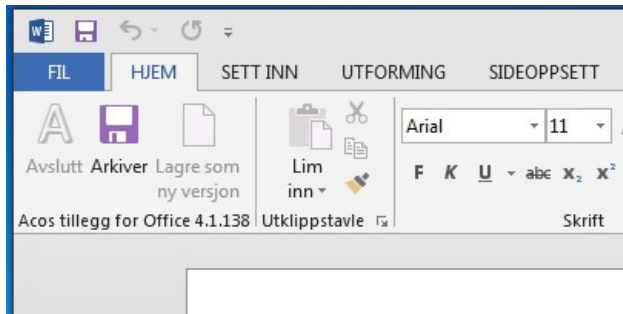 FIL HJEM SETT INN UTFORMING SIDEOPPSETT
Avslutt Arkiver Lagre som ny versjon
Lim inn
Arial 11
F K U abc X₂ X²
Acos tillegg for Office 4.1.138 Utklippstavle Skrift